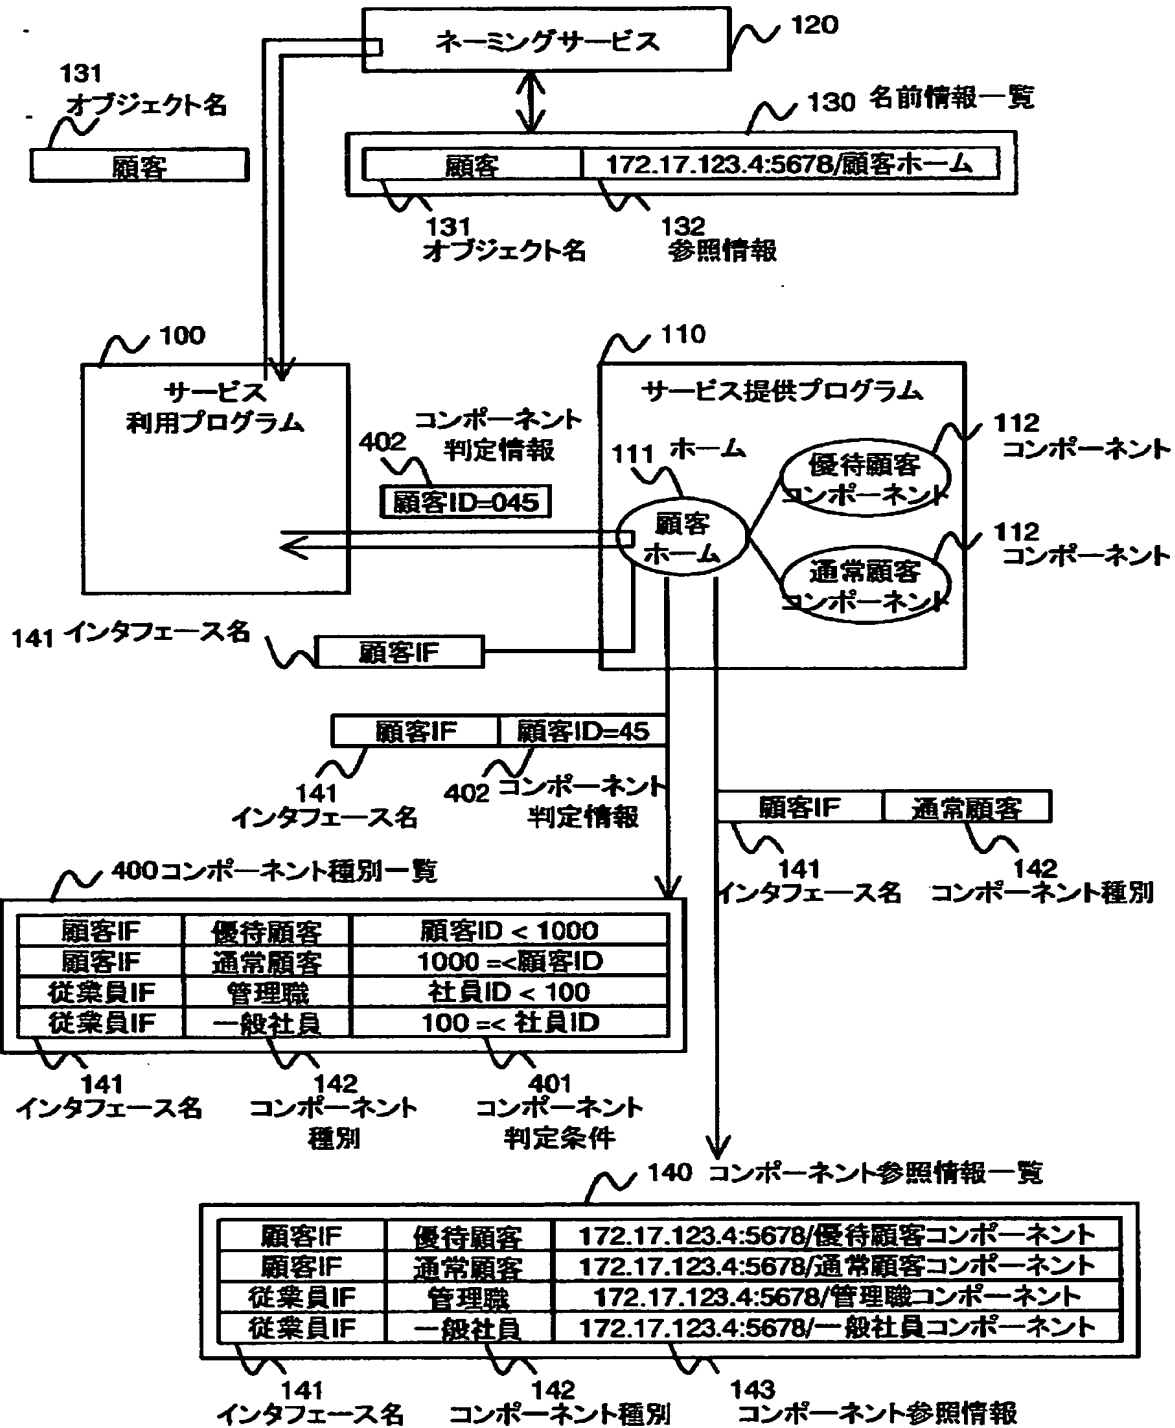 ネーミングサービス
120
131
オブジェクト名
顧客
130 名前情報一覧
顧客 172.17.123.4:5678/顧客ホーム
131
オブジェクト名
132
参照情報
100
サービス
利用プログラム
110
サービス提供プログラム
コンポーネント
判定情報
402
顧客ID=045
111 ホーム
顧客
ホーム
優待顧客
コンポーネント
112
コンポーネント
通常顧客
コンポーネント
112
コンポーネント
141 インタフェース名
顧客IF
顧客IF 顧客ID=45
141
インタフェース名
402 コンポーネント
判定情報
顧客IF 通常顧客
141
インタフェース名
142
コンポーネント種別
400 コンポーネント種別一覧
顧客IF 優待顧客 顧客ID < 1000
顧客IF 通常顧客 1000 =<顧客ID
従業員IF 管理職 社員ID < 100
従業員IF 一般社員 100 =< 社員ID
141
インタフェース名
142
コンポーネント
種別
401
コンポーネント
判定条件
140 コンポーネント参照情報一覧
顧客IF 優待顧客 172.17.123.4:5678/優待顧客コンポーネント
顧客IF 通常顧客 172.17.123.4:5678/通常顧客コンポーネント
従業員IF 管理職 172.17.123.4:5678/管理職コンポーネント
従業員IF 一般社員 172.17.123.4:5678/一般社員コンポーネント
141
インタフェース名
142
コンポーネント種別
143
コンポーネント参照情報